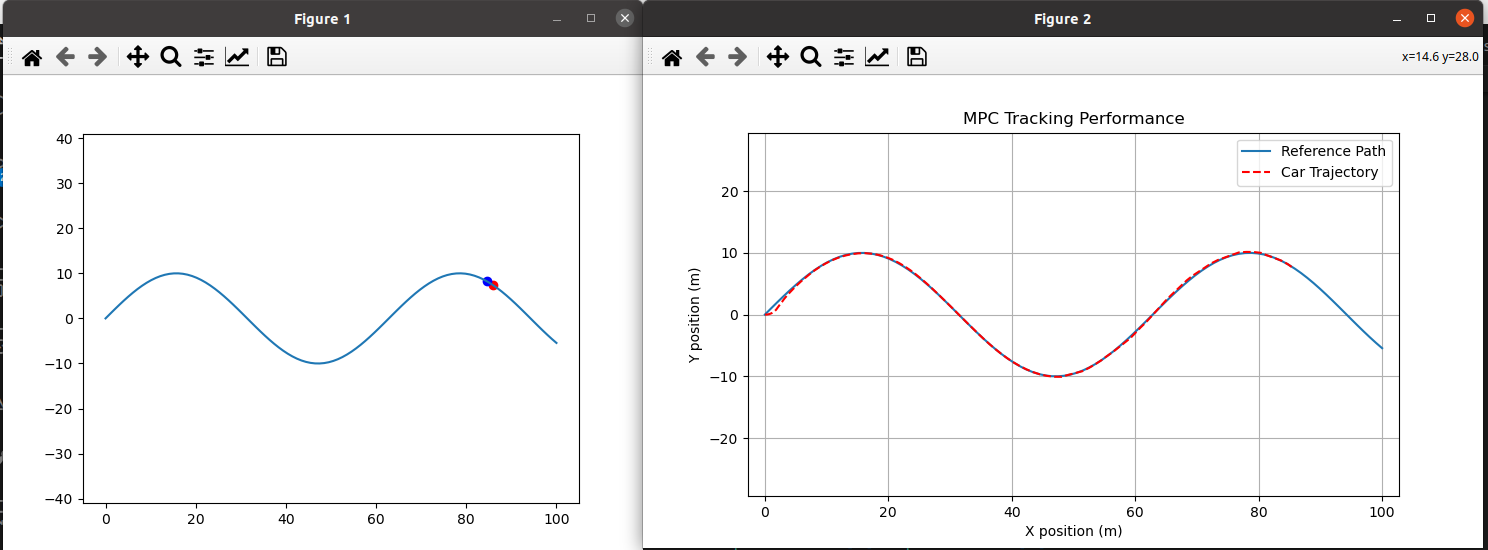 Figure 1
40
30
20
10
0
−10
−20
−30
−40
0 20 40 60 80 100
Figure 2
x=14.6 y=28.0
MPC Tracking Performance
Reference Path
Car Trajectory
Y position (m)
20
10
0
−10
−20
0 20 40 60 80 100
X position (m)